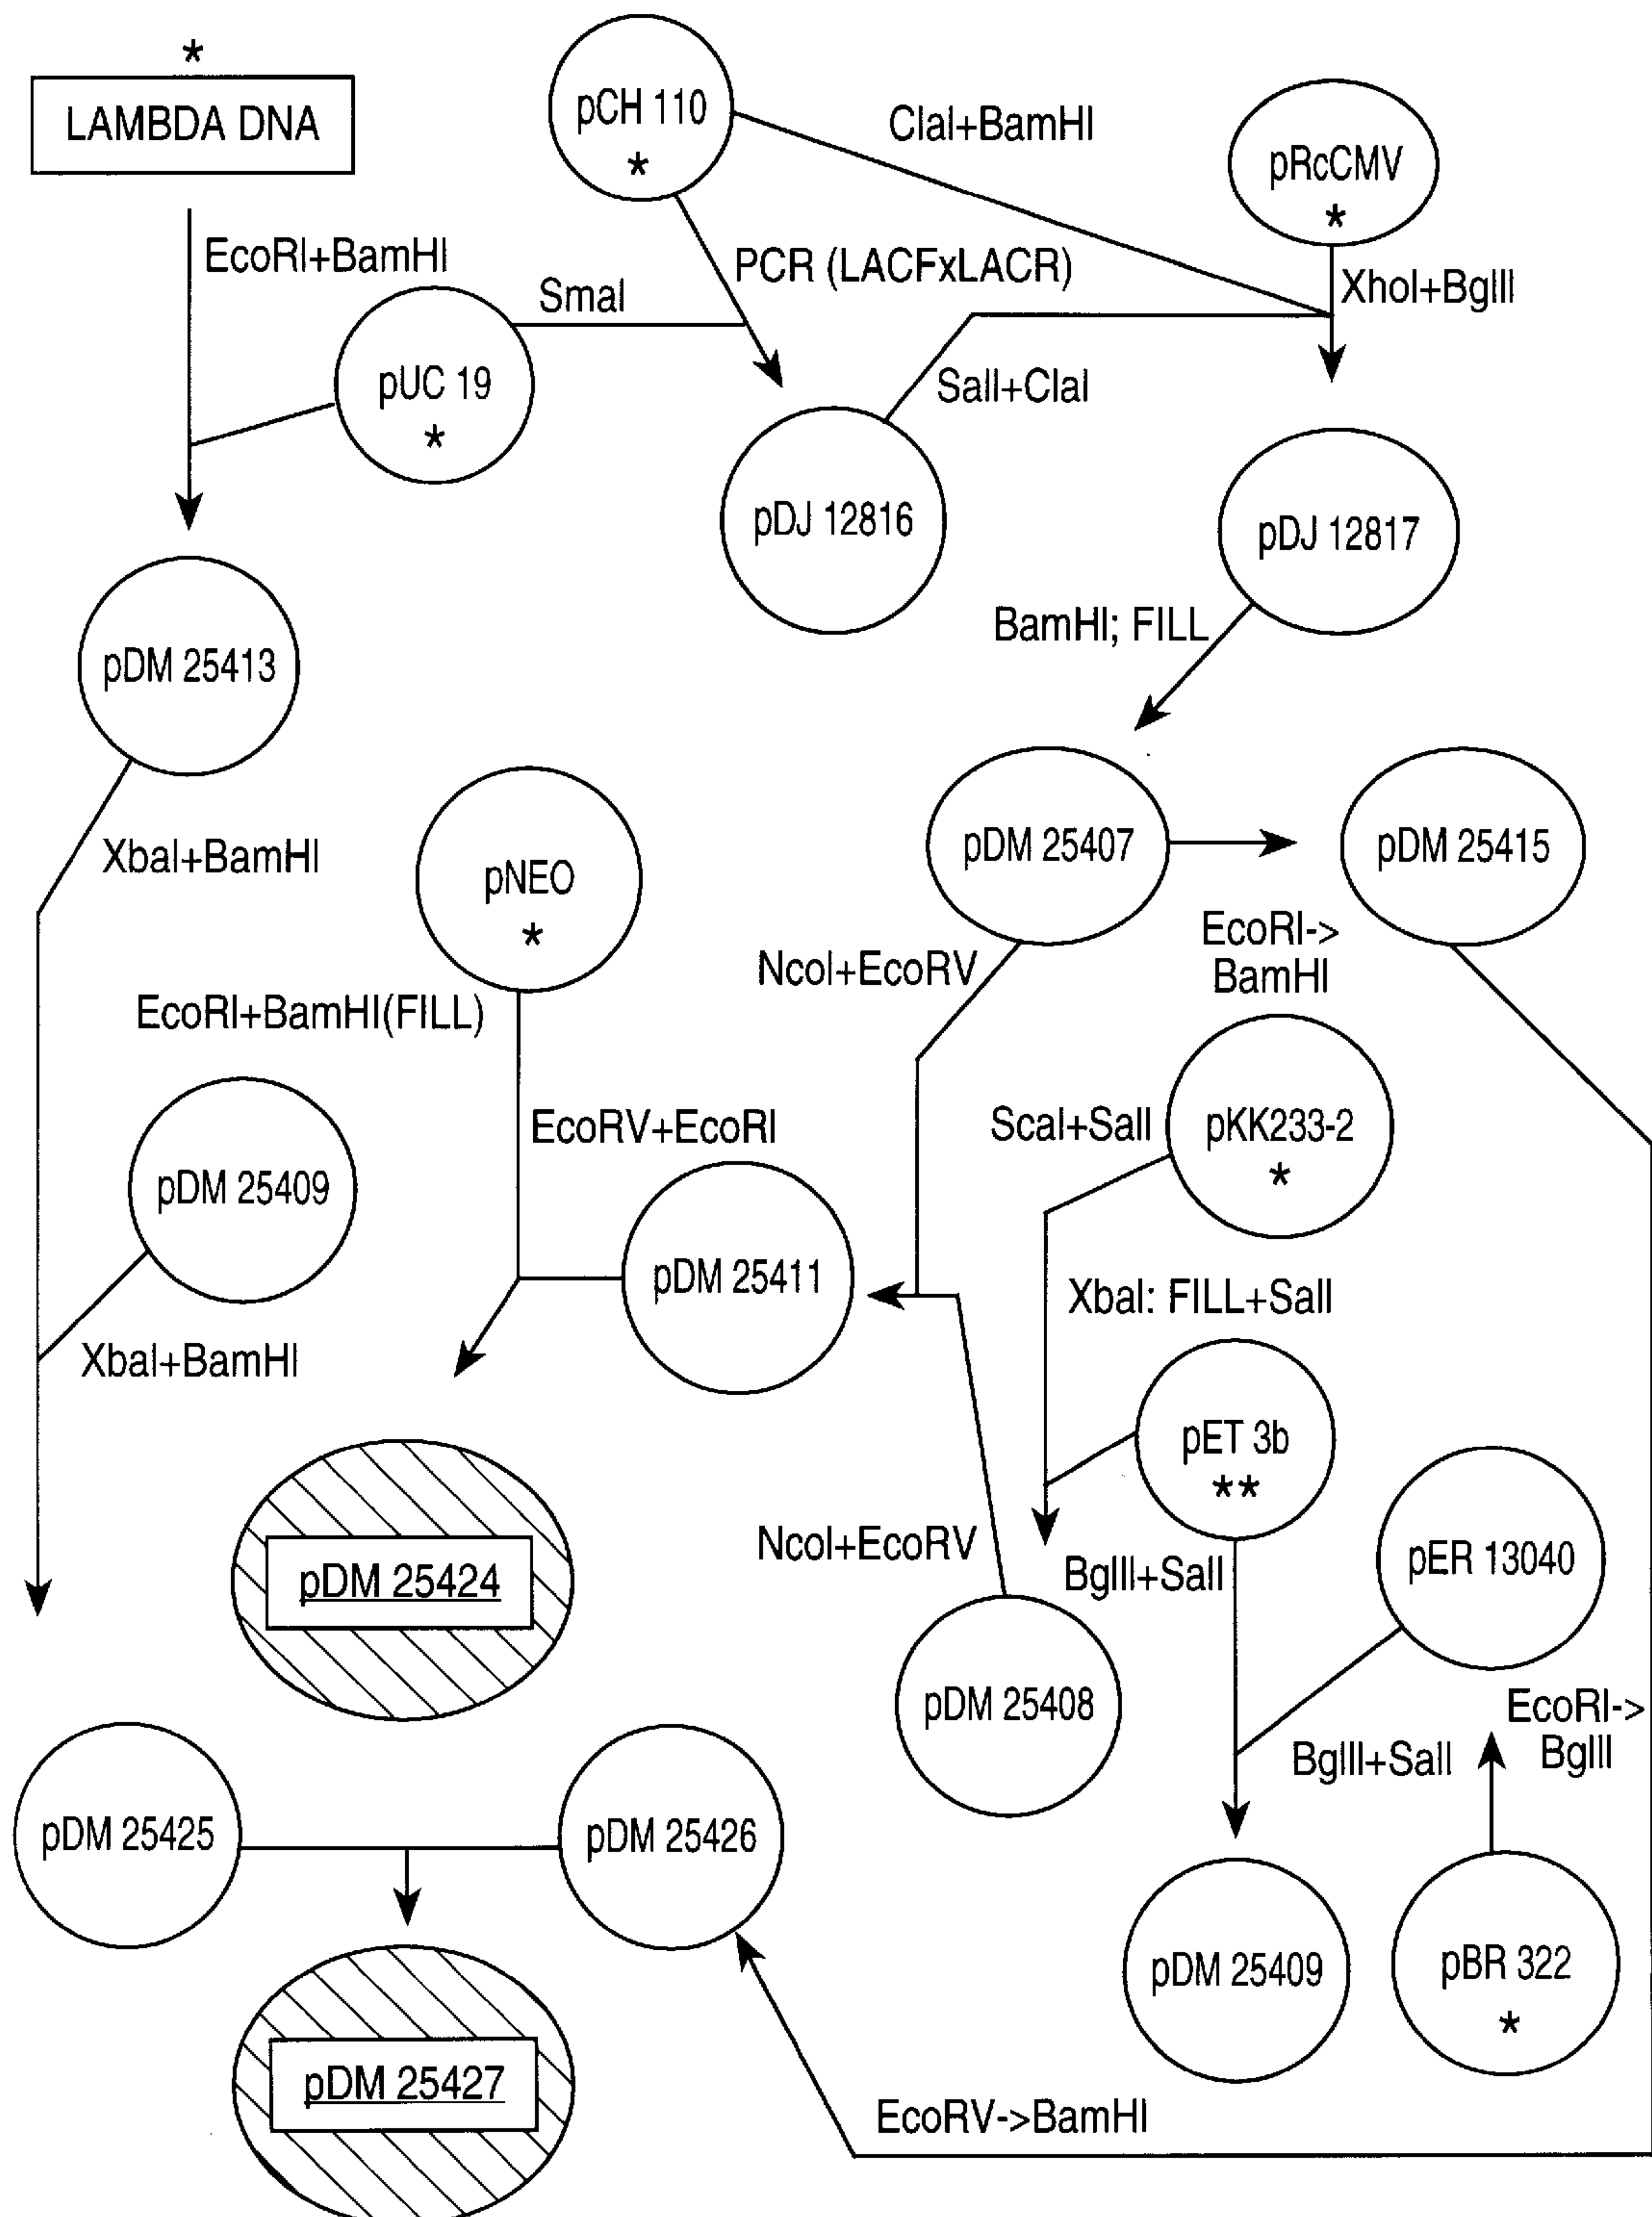 *
LAMBDA DNA
pCH 110
*
ClaI+BamHI
pRcCMV
*
EcoRI+BamHI
SmaI
PCR (LACFxLACR)
XhoI+BglII
pUC 19
*
SalI+ClaI
pDJ 12816
pDJ 12817
BamHI; FILL
pDM 25413
pDM 25407
pDM 25415
XbaI+BamHI
pNEO
*
EcoRI->
BamHI
NcoI+EcoRV
EcoRI+BamHI(FILL)
EcoRV+EcoRI
ScaI+SalI
pKK233-2
*
pDM 25409
pDM 25411
XbaI: FILL+SalI
XbaI+BamHI
pET 3b
**
NcoI+EcoRV
BglII+SalI
pER 13040
pDM 25424
pDM 25408
EcoRI->
BglII
BglII+SalI
pDM 25425
pDM 25426
pDM 25409
pBR 322
*
pDM 25427
EcoRV->BamHI